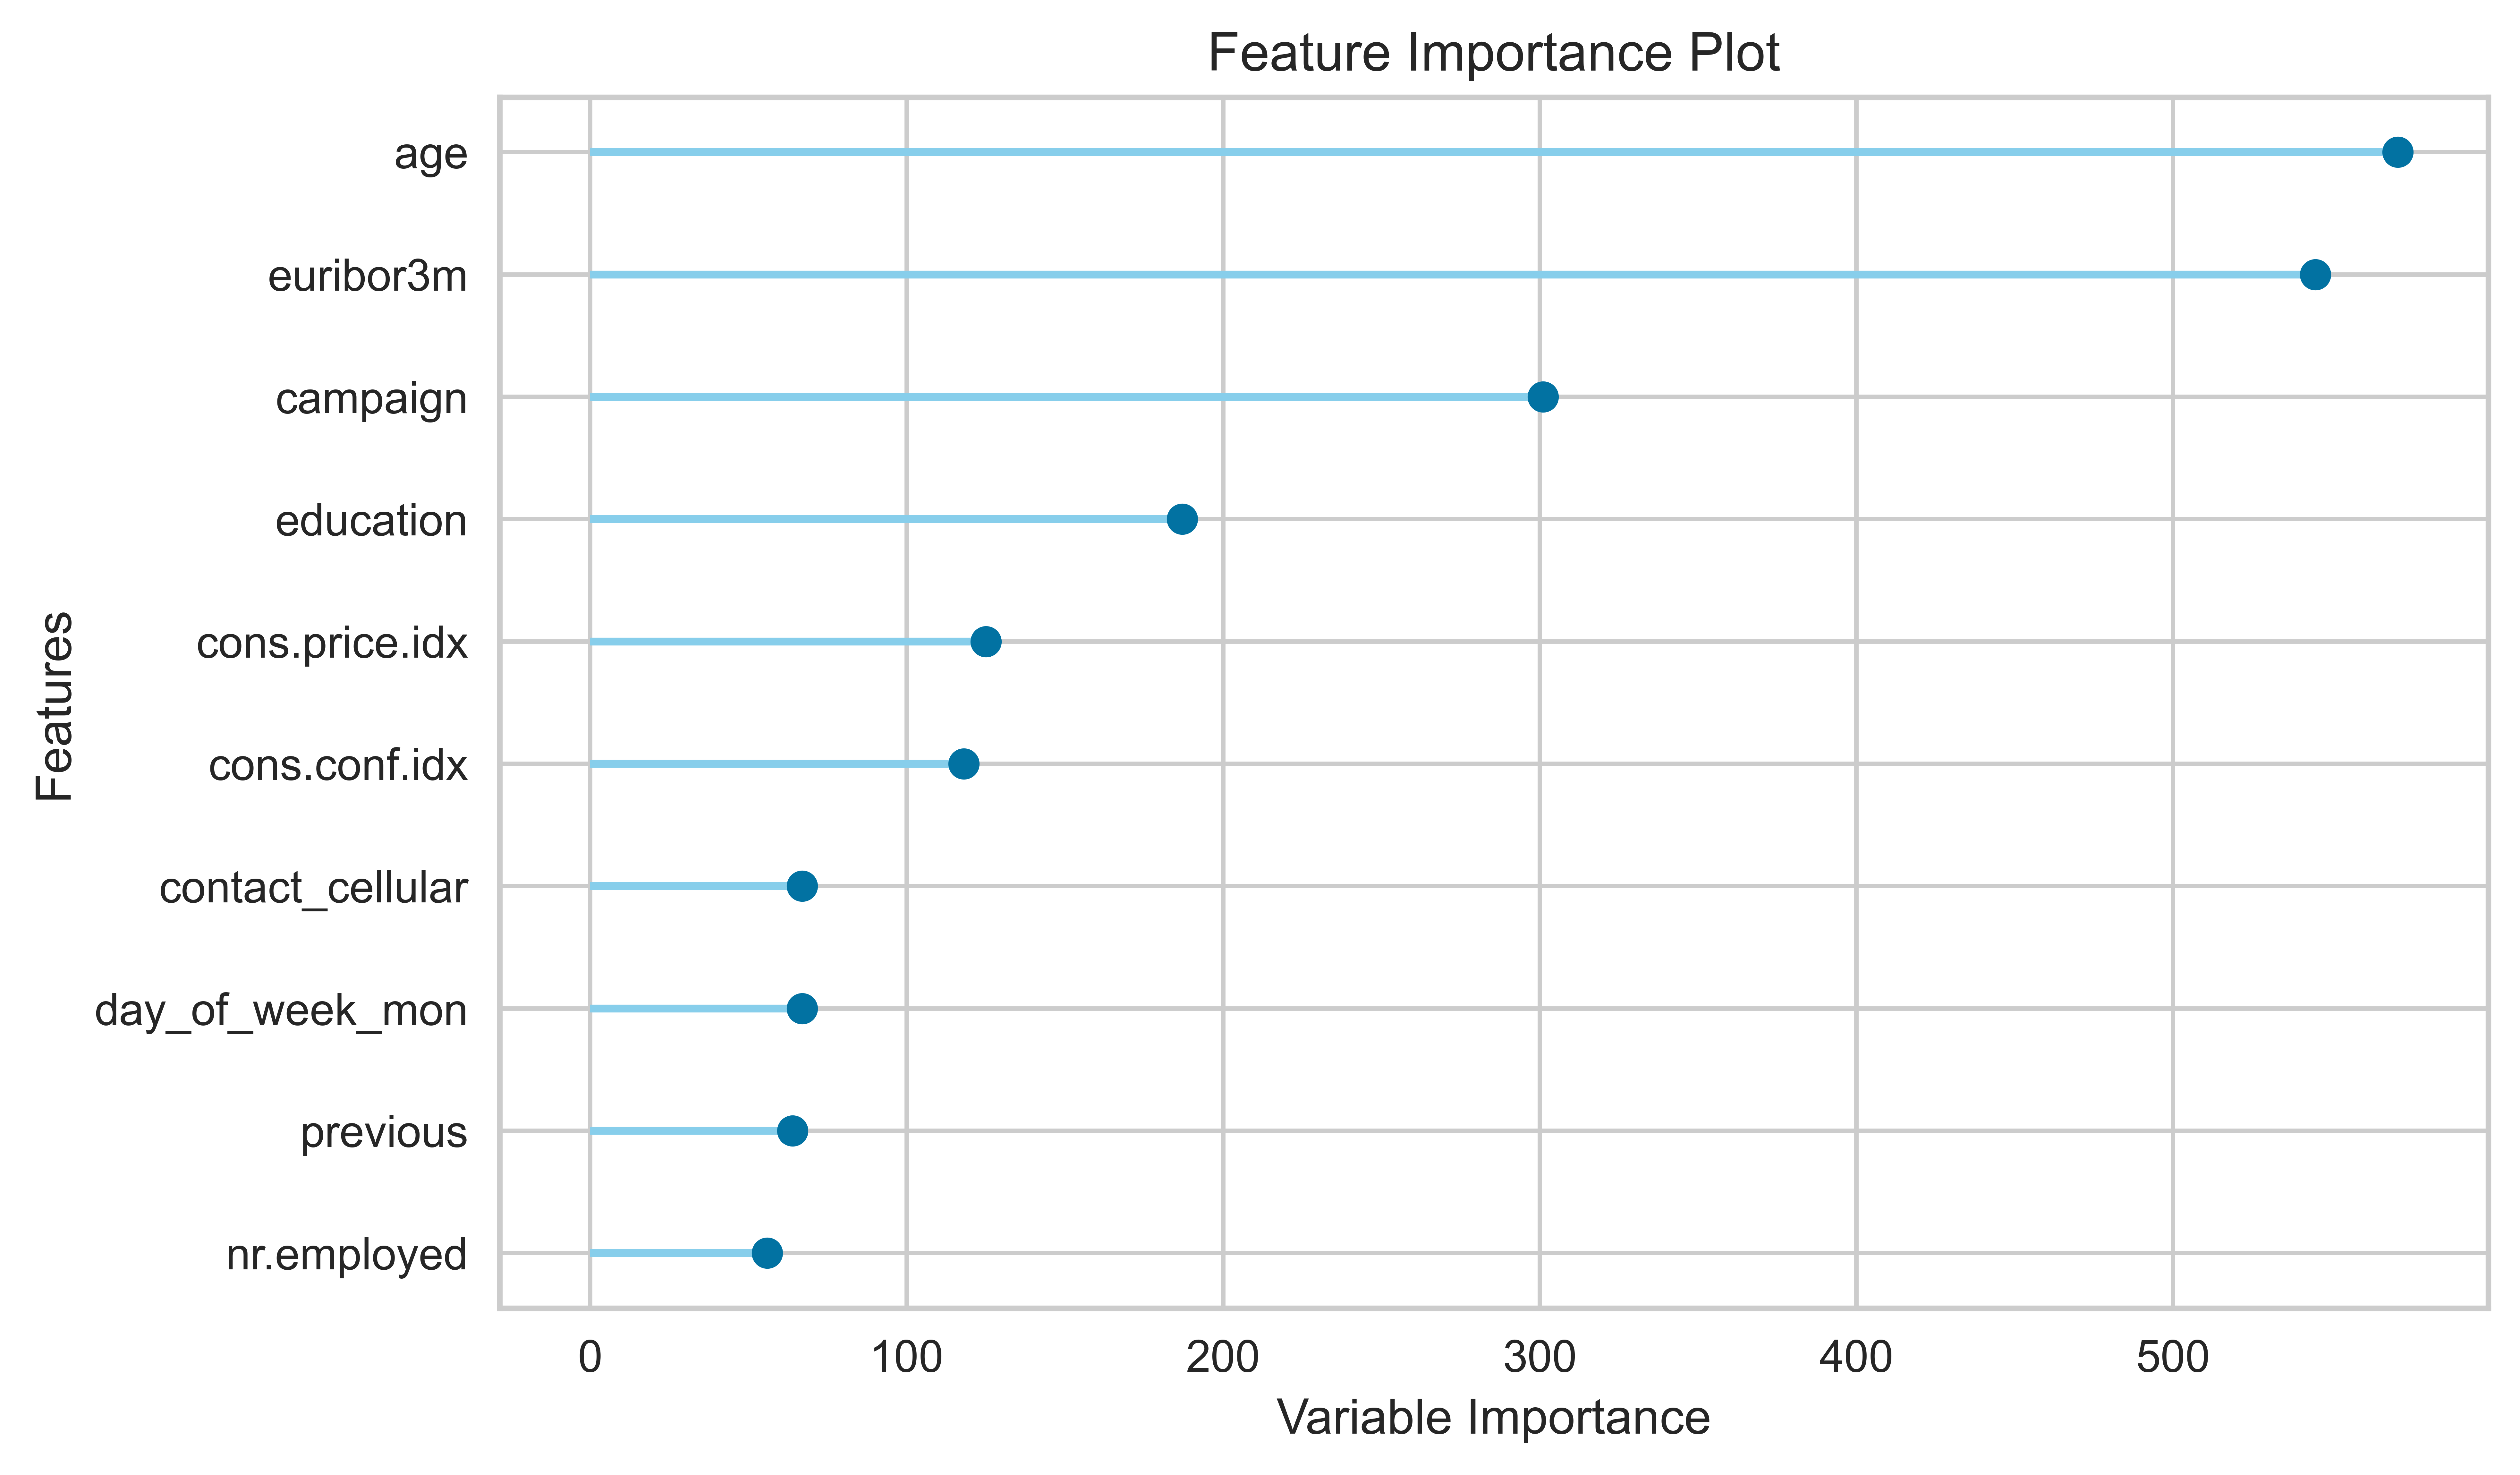 Feature Importance Plot
age
euribor3m
campaign
education
cons.price.idx
cons.conf.idx
contact_cellular
day_of_week_mon
previous
nr.employed
Features
0 100 200 300 400 500
Variable Importance